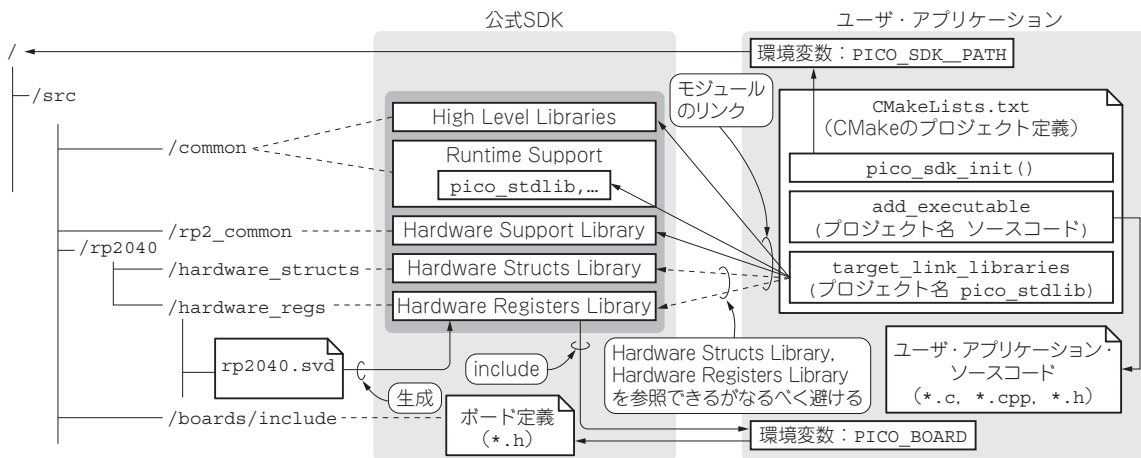 公式SDK
ユーザ・アプリケーション
/
環境変数：PICO_SDK__PATH
/src
モジュール
のリンク
CMakeLists.txt
（CMakeのプロジェクト定義）
High Level Libraries
/common
Runtime Support
pico_stdlib,…
pico_sdk_init()
add_executable
(プロジェクト名 ソースコード)
/rp2_common
Hardware Support Library
/rp2040
/hardware_structs
Hardware Structs Library
target_link_libraries
(プロジェクト名 pico_stdlib)
/hardware_regs
Hardware Registers Library
rp2040.svd
生成
include
Hardware Structs Library,
Hardware Registers Library
を参照できるがなるべく避ける
ユーザ・アプリケーション・
ソースコード
（*.c，*.cpp，*.h）
/boards/include
ボード定義
（*.h）
環境変数：PICO_BOARD